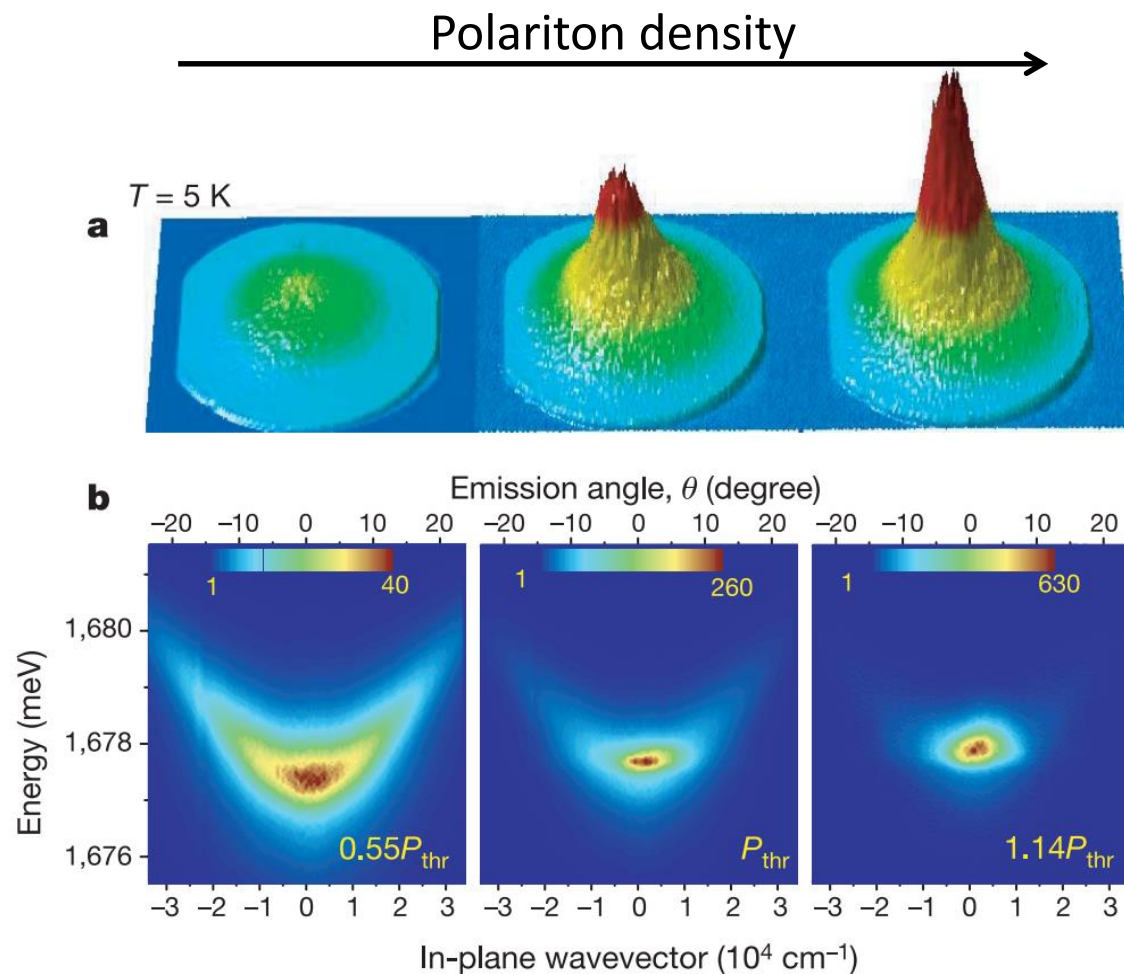 Polariton density
T = 5 K
a
b
Emission angle, θ (degree)
–20 –10 0 10 20 –20 –10 0 10 20 –20 –10 0 10 20
1 40 1 260 1 630
1,680
1,678
1,676
Energy (meV)
0.55Pthr Pthr 1.14Pthr
–3 –2 –1 0 1 2 3 –3 –2 –1 0 1 2 3 –3 –2 –1 0 1 2 3
In-plane wavevector (10⁴ cm⁻¹)